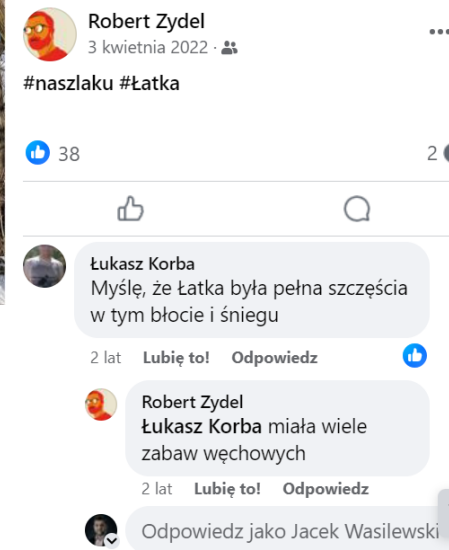 Robert Zydel
3 kwietnia 2022 ·
#naszlaku #Łatka
38
2
Łukasz Korba
Myślę, że Łatka była pełna szczęścia
w tym błocie i śniegu
2 lat Lubię to! Odpowiedz
Robert Zydel
Łukasz Korba miała wiele
zabaw węchowych
2 lat Lubię to! Odpowiedz
Odpowiedz jako Jacek Wasilewski